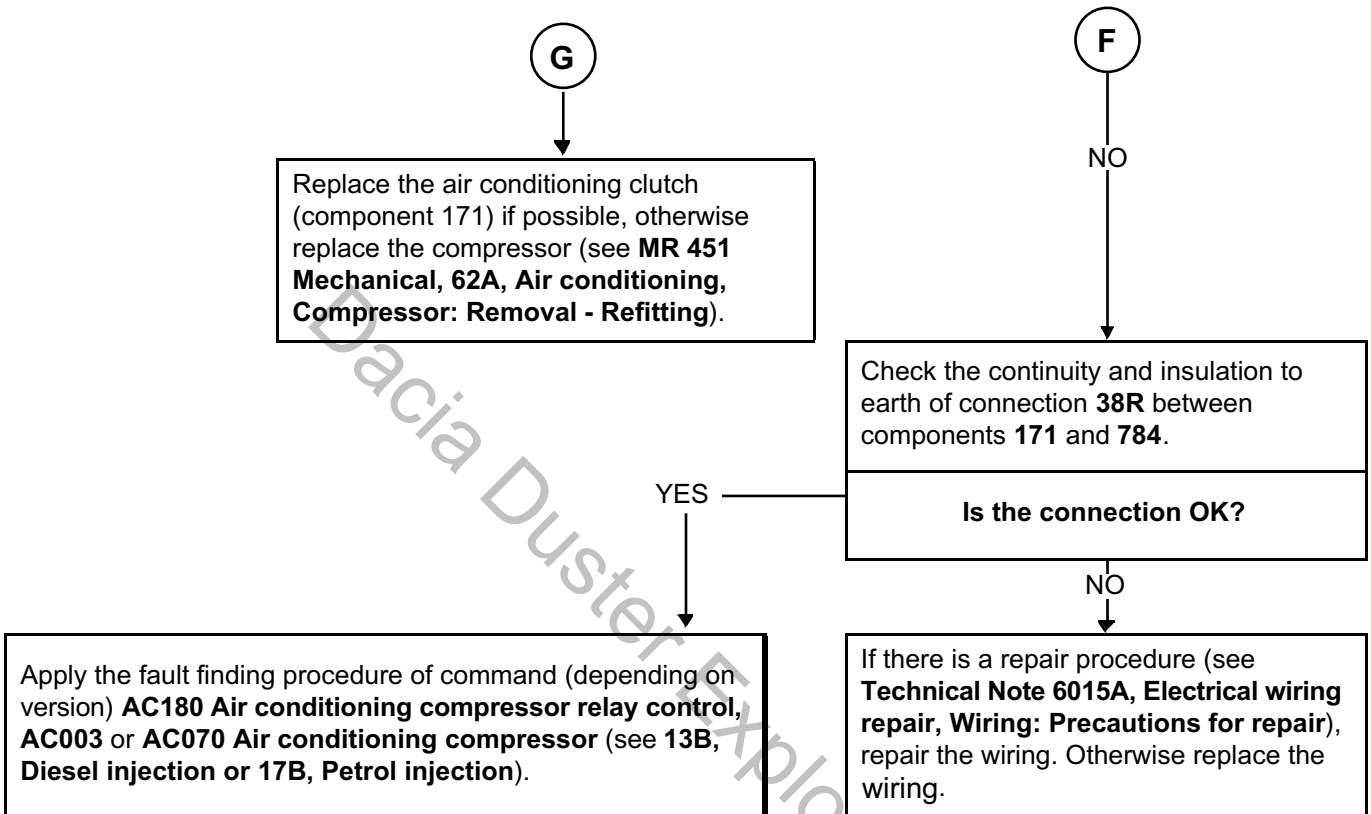 G
Replace the air conditioning clutch
(component 171) if possible, otherwise
replace the compressor (see MR 451
Mechanical, 62A, Air conditioning,
Compressor: Removal - Refitting).
F
NO
Check the continuity and insulation to
earth of connection 38R between
components 171 and 784.
Is the connection OK?
YES
NO
Apply the fault finding procedure of command (depending on
version) AC180 Air conditioning compressor relay control,
AC003 or AC070 Air conditioning compressor (see 13B,
Diesel injection or 17B, Petrol injection).
If there is a repair procedure (see
Technical Note 6015A, Electrical wiring
repair, Wiring: Precautions for repair),
repair the wiring. Otherwise replace the
wiring.
Dacia Duster Explo